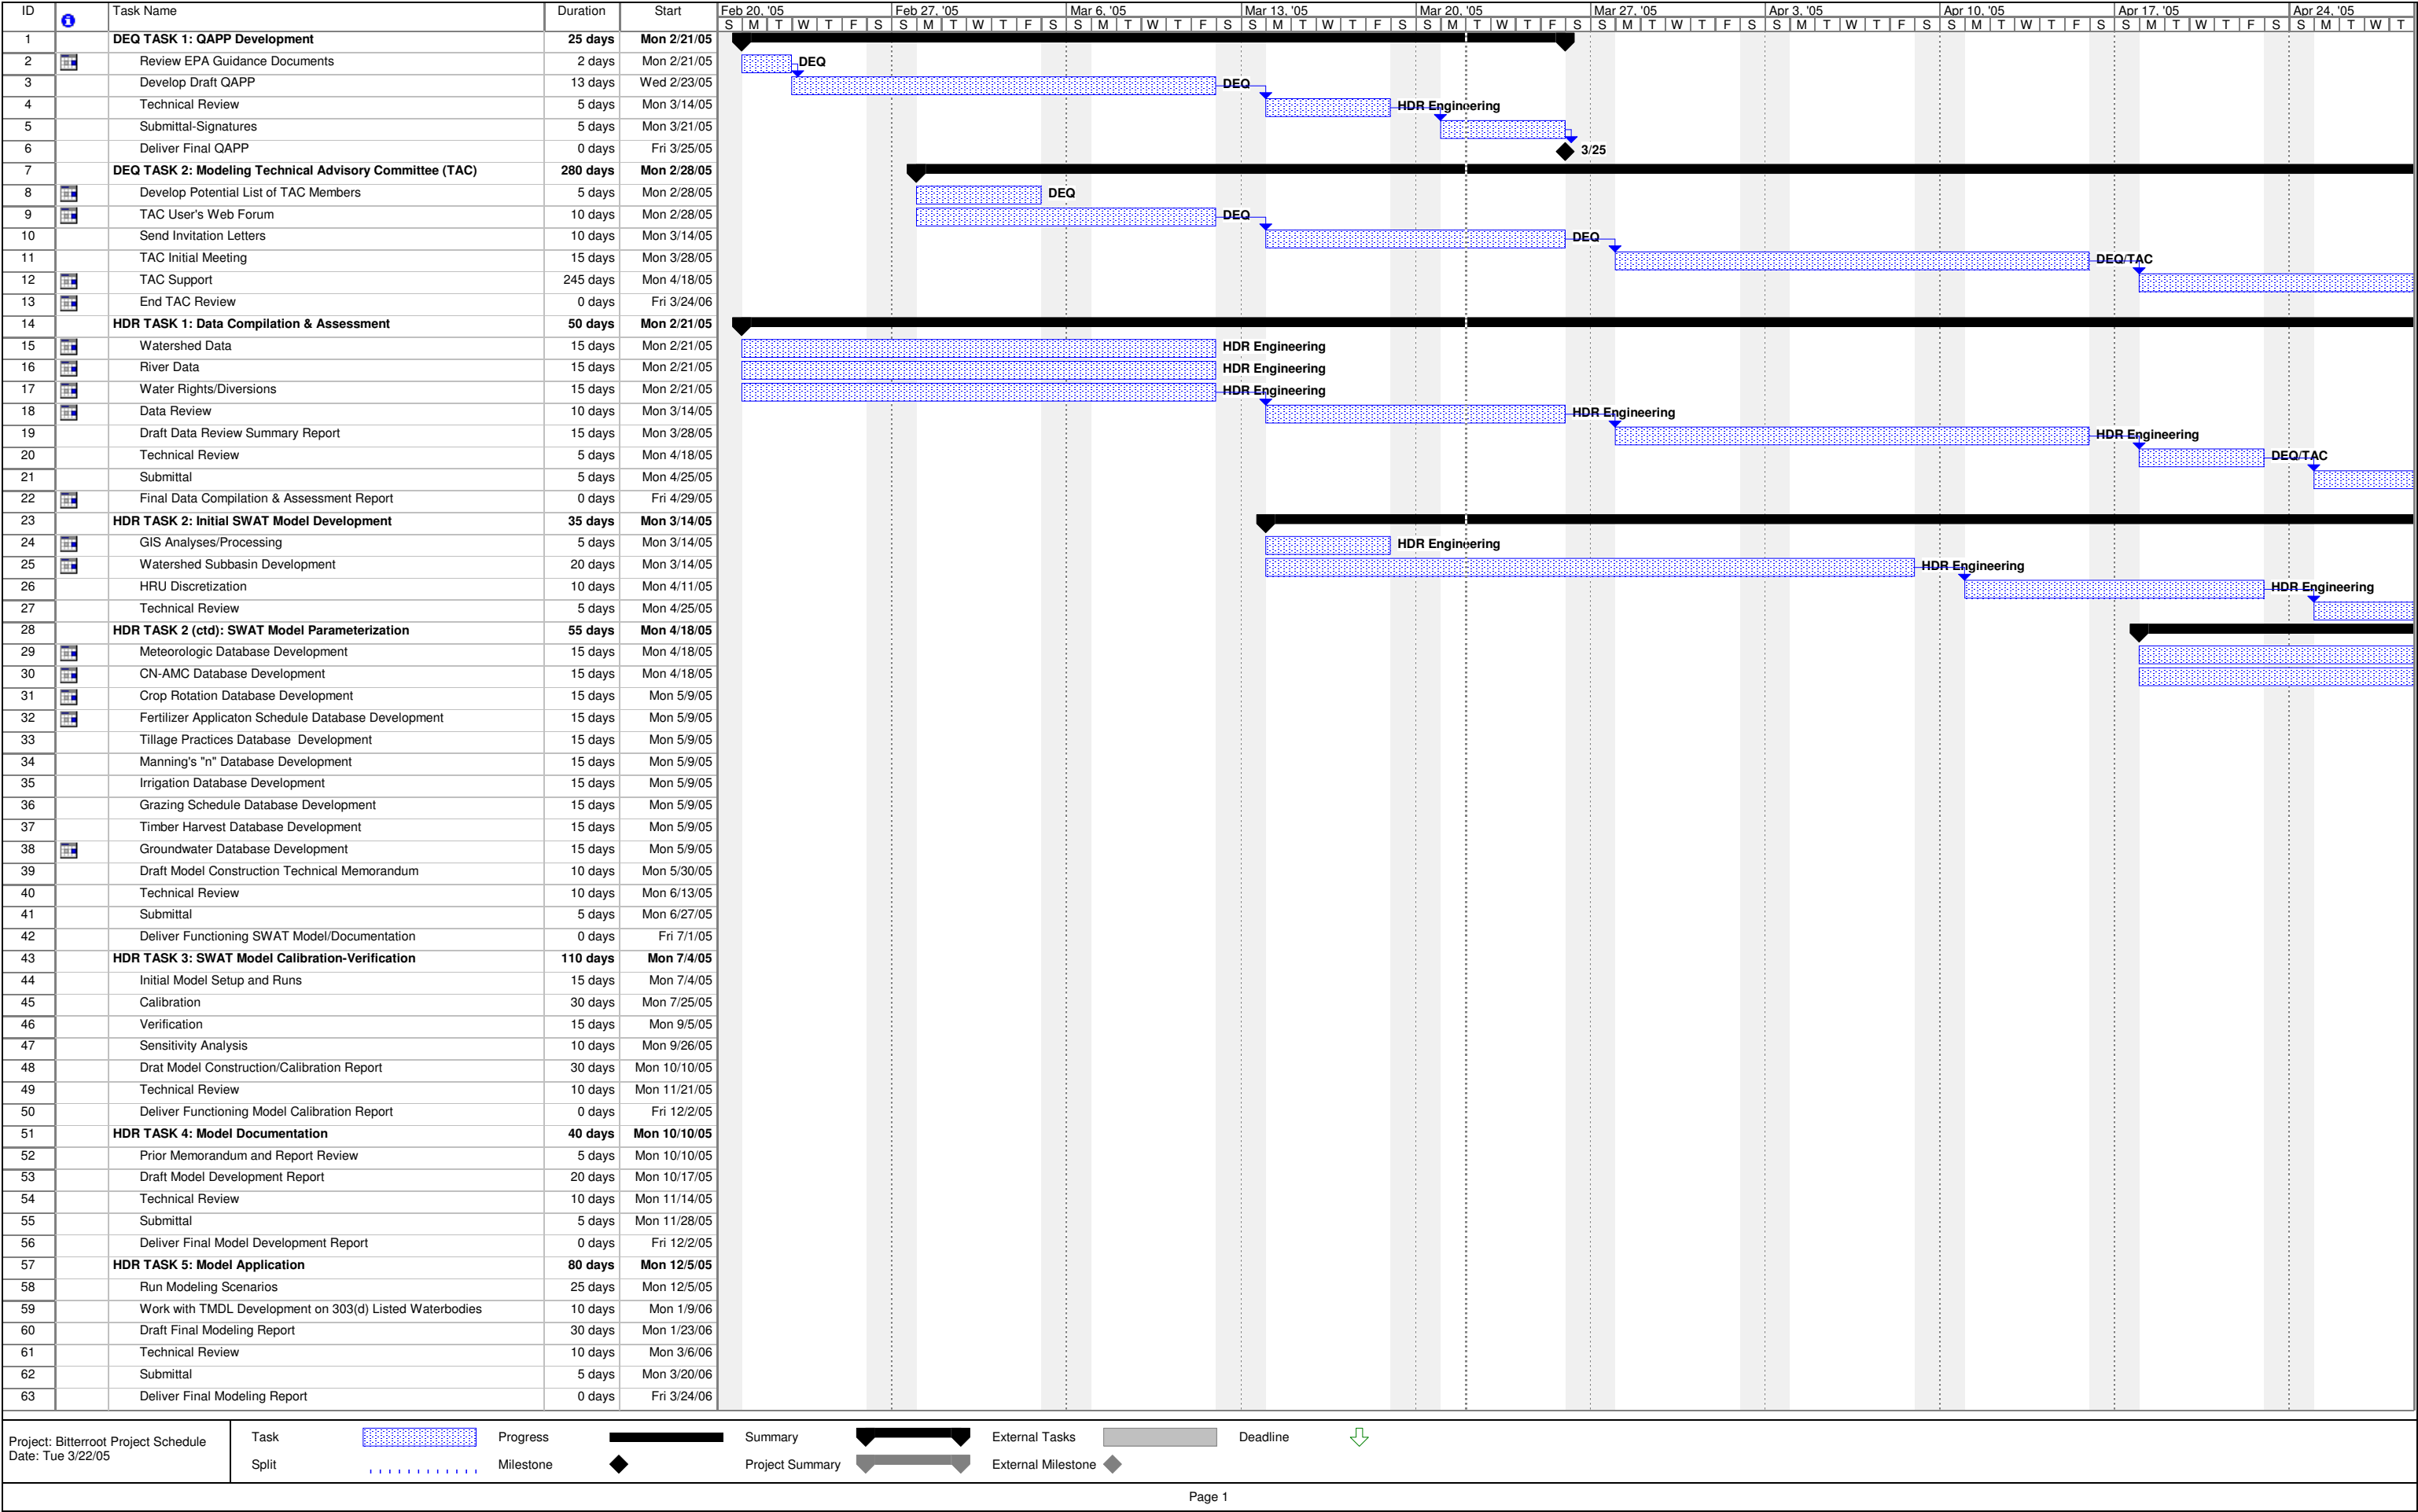 ID Task Name Duration Start Feb 20, '05 Feb 27, '05 Mar 6, '05 Mar 13, '05 Mar 20, '05 Mar 27, '05 Apr 3, '05 Apr 10, '05 Apr 17, '05 Apr 24, '05
S M T W T F S S M T W T F S S M T W T F S S M T W T F S S M T W T F S S M T W T F S S M T W T F S S M T W T F S S M T W T F S S M T W T
1 DEQ TASK 1: QAPP Development 25 days Mon 2/21/05
2 Review EPA Guidance Documents 2 days Mon 2/21/05 DEQ
3 Develop Draft QAPP 13 days Wed 2/23/05 DEQ
4 Technical Review 5 days Mon 3/14/05 HDR Engineering
5 Submittal-Signatures 5 days Mon 3/21/05
6 Deliver Final QAPP 0 days Fri 3/25/05 3/25
7 DEQ TASK 2: Modeling Technical Advisory Committee (TAC) 280 days Mon 2/28/05
8 Develop Potential List of TAC Members 5 days Mon 2/28/05 DEQ
9 TAC User's Web Forum 10 days Mon 2/28/05 DEQ
10 Send Invitation Letters 10 days Mon 3/14/05 DEQ
11 TAC Initial Meeting 15 days Mon 3/28/05 DEQ/TAC
12 TAC Support 245 days Mon 4/18/05
13 End TAC Review 0 days Fri 3/24/06
14 HDR TASK 1: Data Compilation & Assessment 50 days Mon 2/21/05
15 Watershed Data 15 days Mon 2/21/05 HDR Engineering
16 River Data 15 days Mon 2/21/05 HDR Engineering
17 Water Rights/Diversions 15 days Mon 2/21/05 HDR Engineering
18 Data Review 10 days Mon 3/14/05 HDR Engineering
19 Draft Data Review Summary Report 15 days Mon 3/28/05 HDR Engineering
20 Technical Review 5 days Mon 4/18/05 DEQ/TAC
21 Submittal 5 days Mon 4/25/05
22 Final Data Compilation & Assessment Report 0 days Fri 4/29/05
23 HDR TASK 2: Initial SWAT Model Development 35 days Mon 3/14/05
24 GIS Analyses/Processing 5 days Mon 3/14/05 HDR Engineering
25 Watershed Subbasin Development 20 days Mon 3/14/05 HDR Engineering
26 HRU Discretization 10 days Mon 4/11/05 HDR Engineering
27 Technical Review 5 days Mon 4/25/05
28 HDR TASK 2 (ctd): SWAT Model Parameterization 55 days Mon 4/18/05
29 Meteorologic Database Development 15 days Mon 4/18/05
30 CN-AMC Database Development 15 days Mon 4/18/05
31 Crop Rotation Database Development 15 days Mon 5/9/05
32 Fertilizer Applicaton Schedule Database Development 15 days Mon 5/9/05
33 Tillage Practices Database Development 15 days Mon 5/9/05
34 Manning's "n" Database Development 15 days Mon 5/9/05
35 Irrigation Database Development 15 days Mon 5/9/05
36 Grazing Schedule Database Development 15 days Mon 5/9/05
37 Timber Harvest Database Development 15 days Mon 5/9/05
38 Groundwater Database Development 15 days Mon 5/9/05
39 Draft Model Construction Technical Memorandum 10 days Mon 5/30/05
40 Technical Review 10 days Mon 6/13/05
41 Submittal 5 days Mon 6/27/05
42 Deliver Functioning SWAT Model/Documentation 0 days Fri 7/1/05
43 HDR TASK 3: SWAT Model Calibration-Verification 110 days Mon 7/4/05
44 Initial Model Setup and Runs 15 days Mon 7/4/05
45 Calibration 30 days Mon 7/25/05
46 Verification 15 days Mon 9/5/05
47 Sensitivity Analysis 10 days Mon 9/26/05
48 Drat Model Construction/Calibration Report 30 days Mon 10/10/05
49 Technical Review 10 days Mon 11/21/05
50 Deliver Functioning Model Calibration Report 0 days Fri 12/2/05
51 HDR TASK 4: Model Documentation 40 days Mon 10/10/05
52 Prior Memorandum and Report Review 5 days Mon 10/10/05
53 Draft Model Development Report 20 days Mon 10/17/05
54 Technical Review 10 days Mon 11/14/05
55 Submittal 5 days Mon 11/28/05
56 Deliver Final Model Development Report 0 days Fri 12/2/05
57 HDR TASK 5: Model Application 80 days Mon 12/5/05
58 Run Modeling Scenarios 25 days Mon 12/5/05
59 Work with TMDL Development on 303(d) Listed Waterbodies 10 days Mon 1/9/06
60 Draft Final Modeling Report 30 days Mon 1/23/06
61 Technical Review 10 days Mon 3/6/06
62 Submittal 5 days Mon 3/20/06
63 Deliver Final Modeling Report 0 days Fri 3/24/06
Project: Bitterroot Project Schedule
Date: Tue 3/22/05
Task Progress Summary External Tasks Deadline
Split Milestone Project Summary External Milestone
Page 1